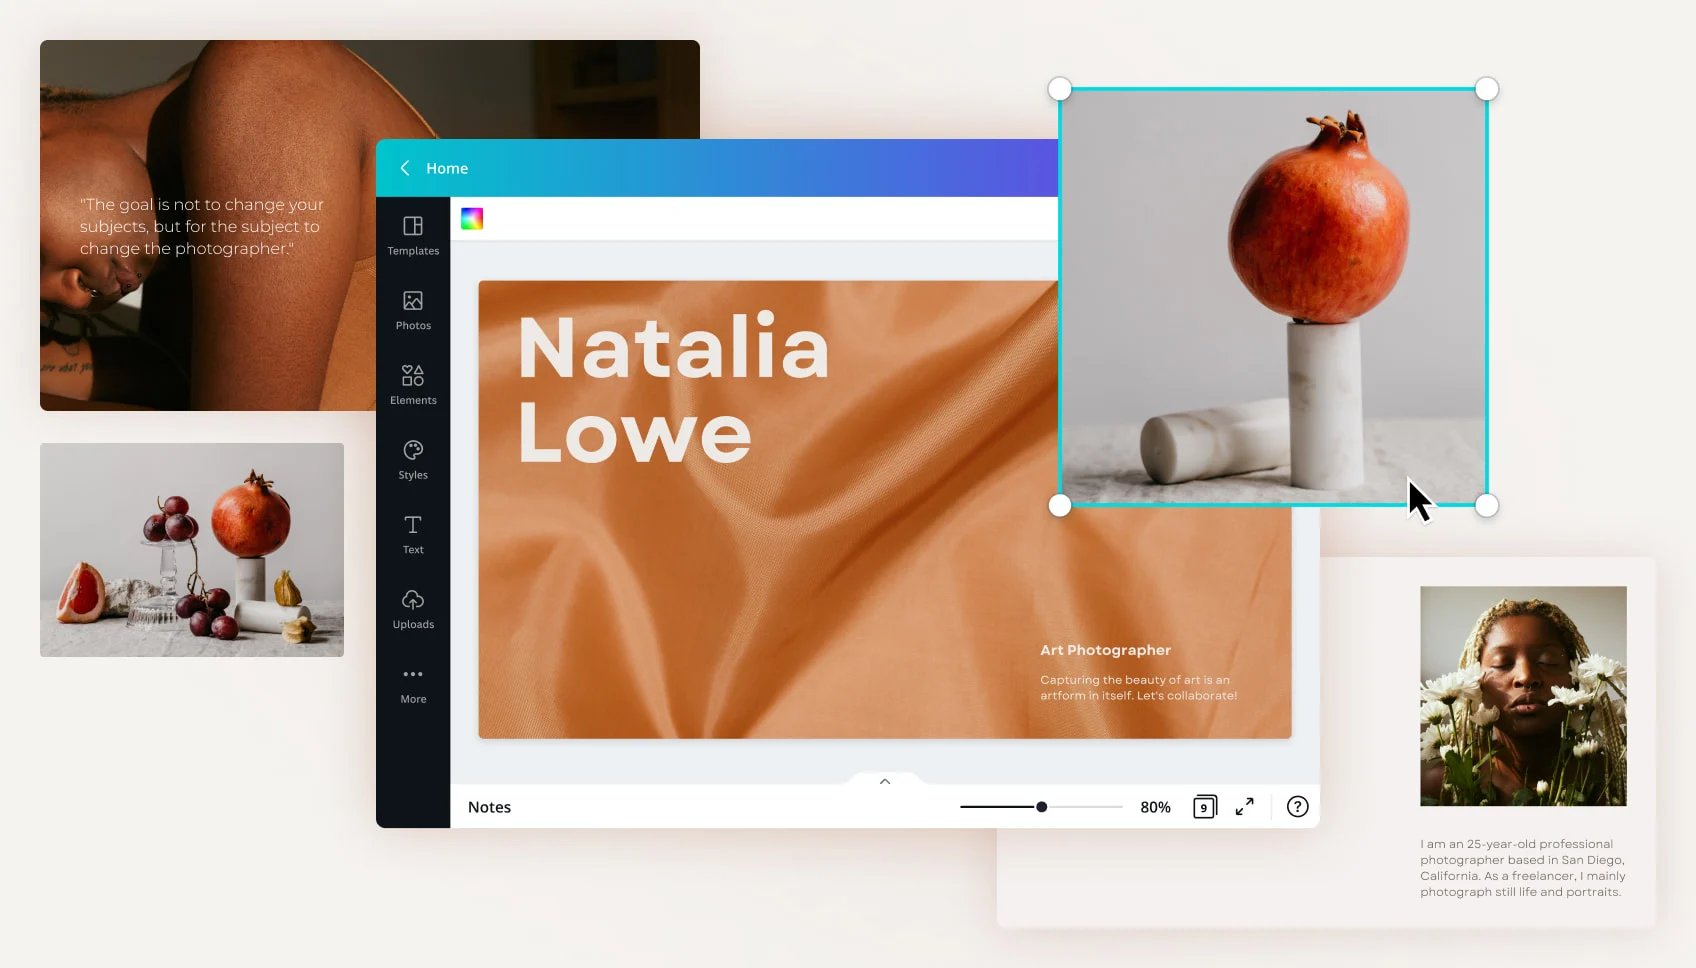 "The goal is not to change your
subjects, but for the subject to
change the photographer."
Home
Templates
Photos
Elements
Styles
Text
Uploads
More
Natalia
Lowe
Art Photographer
Capturing the beauty of art is an
artform in itself. Let's collaborate!
Notes
80%
9
?
I am an 25-year-old professional
photographer based in San Diego,
California. As a freelancer, I mainly
photograph still life and portraits.